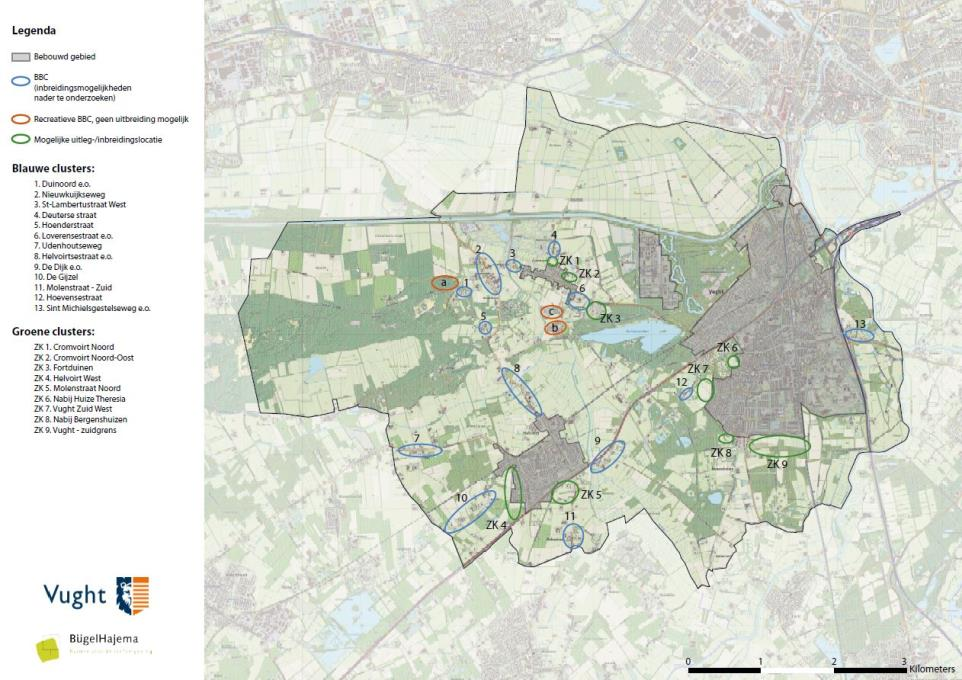 Legenda
Bebouwd gebied
BBC
(inbreidingsmogelijkheden
nader te onderzoeken)
Recreatieve BBC, geen uitbreiding mogelijk
Mogelijke uitleg-/inbreidingslocatie
Blauwe clusters:
1. Duinoord e.o.
2. Nieuwkuijkseweg
3. St-Lambertustraat West
4. Deuterse straat
5. Hoenderstraat
6. Loverensestraat e.o.
7. Udenhoutseweg
8. Helvoirtsestraat e.o.
9. De Dijk e.o.
10. De Gijzel
11. Molenstraat - Zuid
12. Hoevensestraat
13. Sint Michielsgestelseweg e.o.
Groene clusters:
ZK 1. Cromvoirt Noord
ZK 2. Cromvoirt Noord-Oost
ZK 3. Fortduinen
ZK 4. Helvoirt West
ZK 5. Molenstraat Noord
ZK 6. Nabij Huize Theresia
ZK 7. Vught Zuid West
ZK 8. Nabij Bergenshuizen
ZK 9. Vught - zuidgrens
Vught
BügelHajema
4
2
3
ZK 1
ZK 2
a
1
6
c
ZK 3
5
b
Vught
13
ZK 6
8
ZK 7
12
7
9
ZK 8
ZK 9
10
ZK 5
ZK 4
11
0
1
2
3
Kilometers